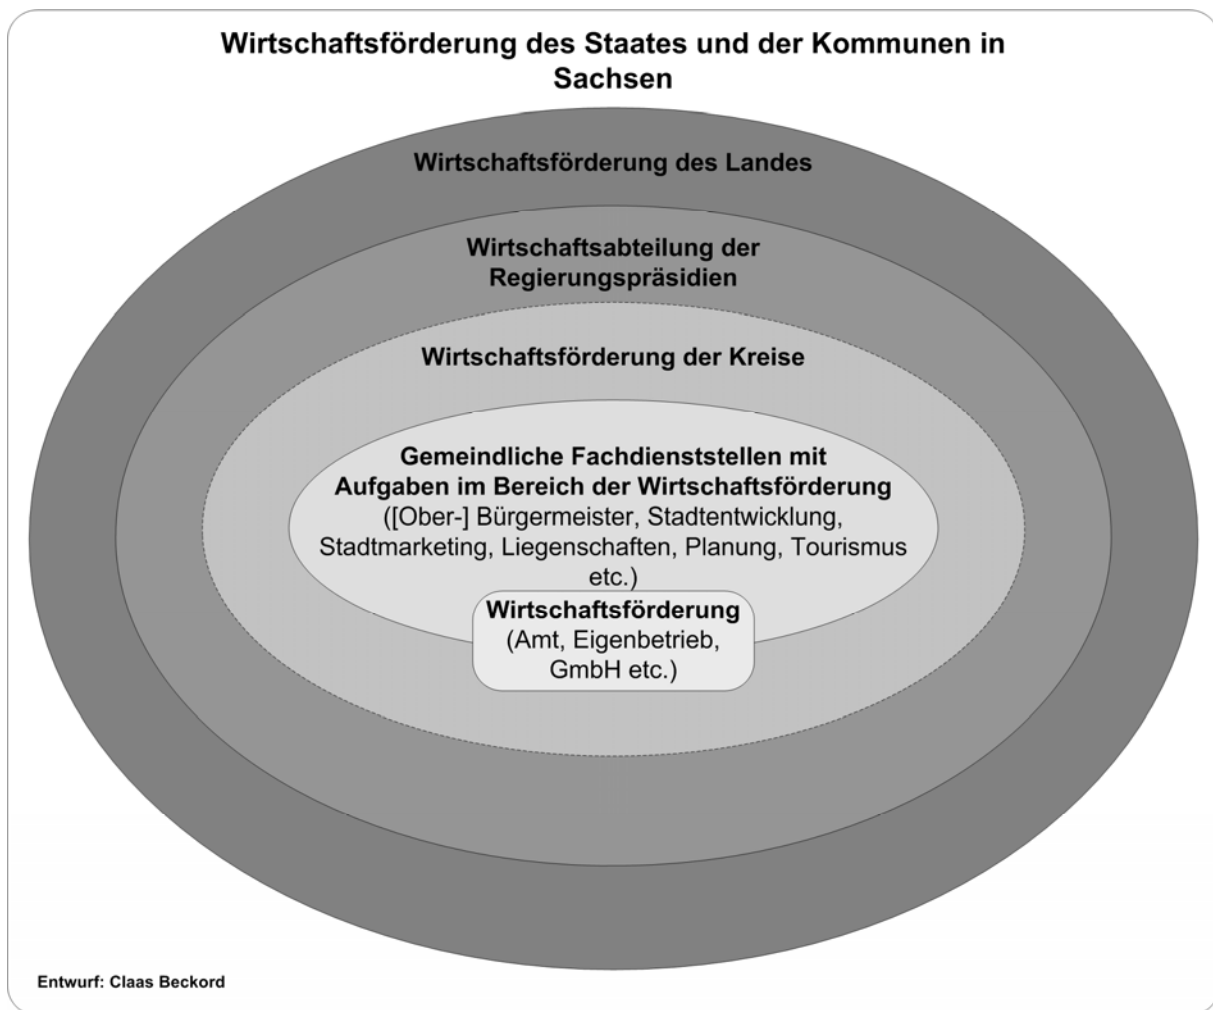 Wirtschaftsförderung des Staates und der Kommunen in
Sachsen
Wirtschaftsförderung des Landes
Wirtschaftsabteilung der
Regierungspräsidien
Wirtschaftsförderung der Kreise
Gemeindliche Fachdienststellen mit
Aufgaben im Bereich der Wirtschaftsförderung
([Ober-] Bürgermeister, Stadtentwicklung,
Stadtmarketing, Liegenschaften, Planung, Tourismus
etc.)
Wirtschaftsförderung
(Amt, Eigenbetrieb,
GmbH etc.)
Entwurf: Claas Beckord